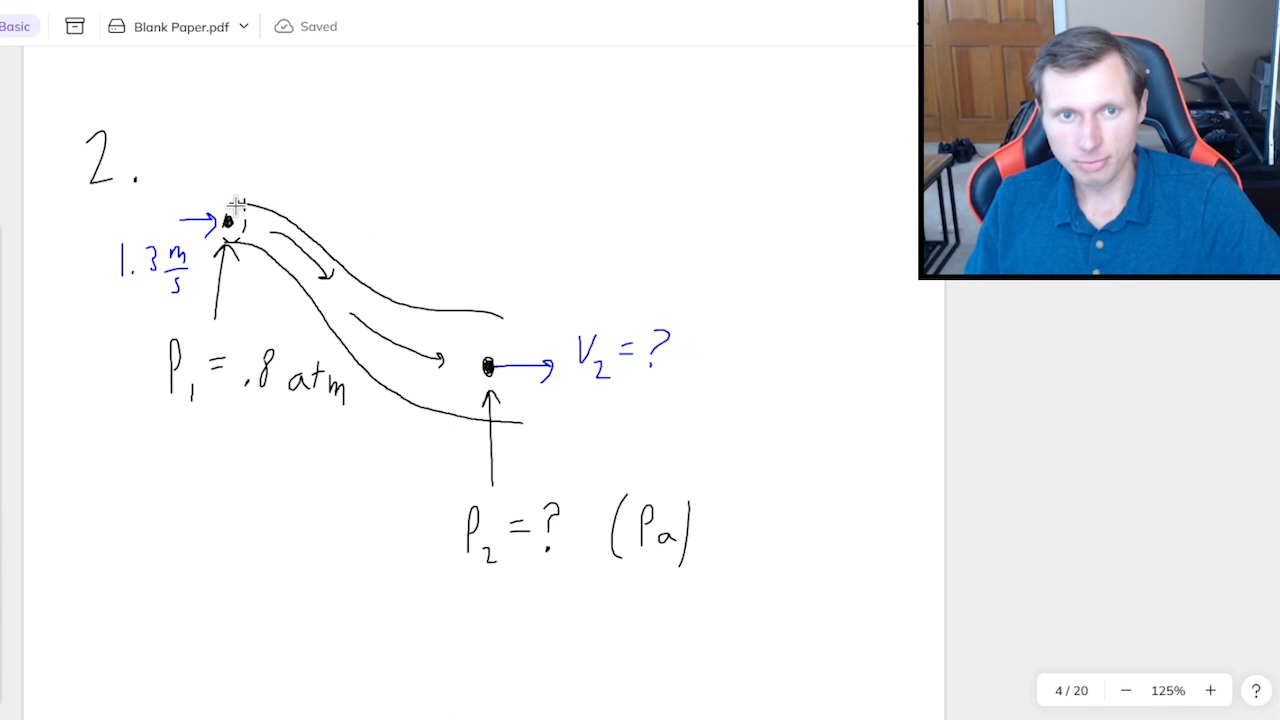 Basic
Blank Paper.pdf
Saved
2.
1.3 m/s
P₁ = .8 atm
V₂ = ?
P₂ = ? (Pa)
4 / 20
125%
?